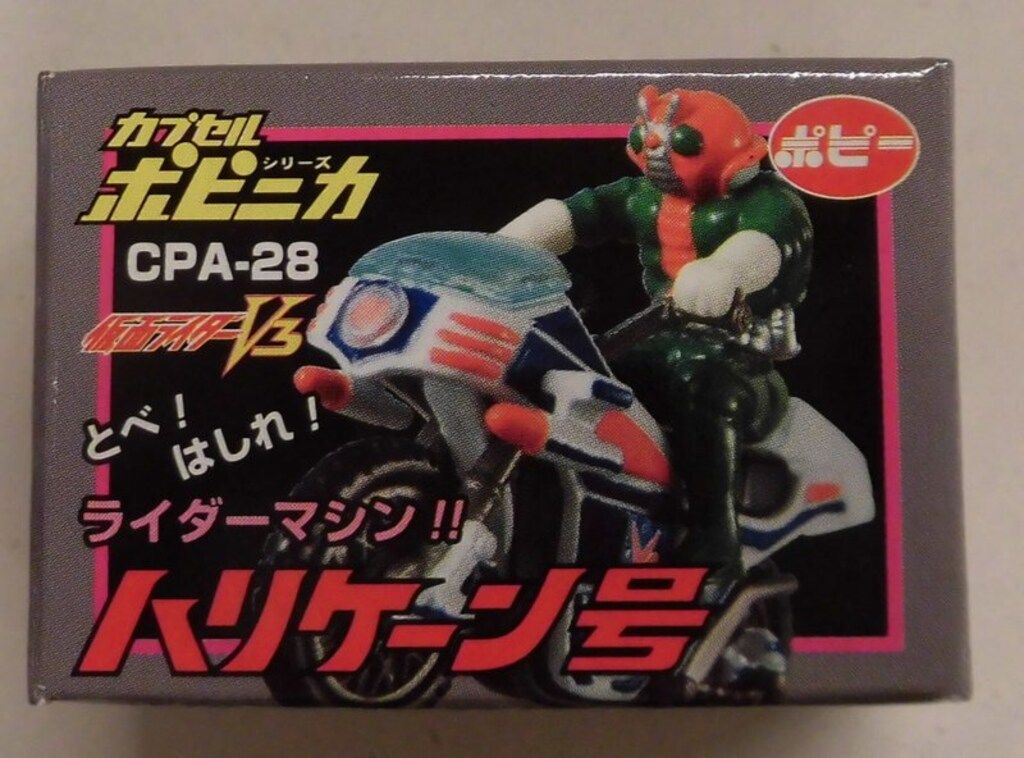 カプセル
ポピニカ シリーズ
ポピー
CPA-28
仮面ライダーV3
とべ！
はしれ！
ライダーマシン!!
ハリケーン号